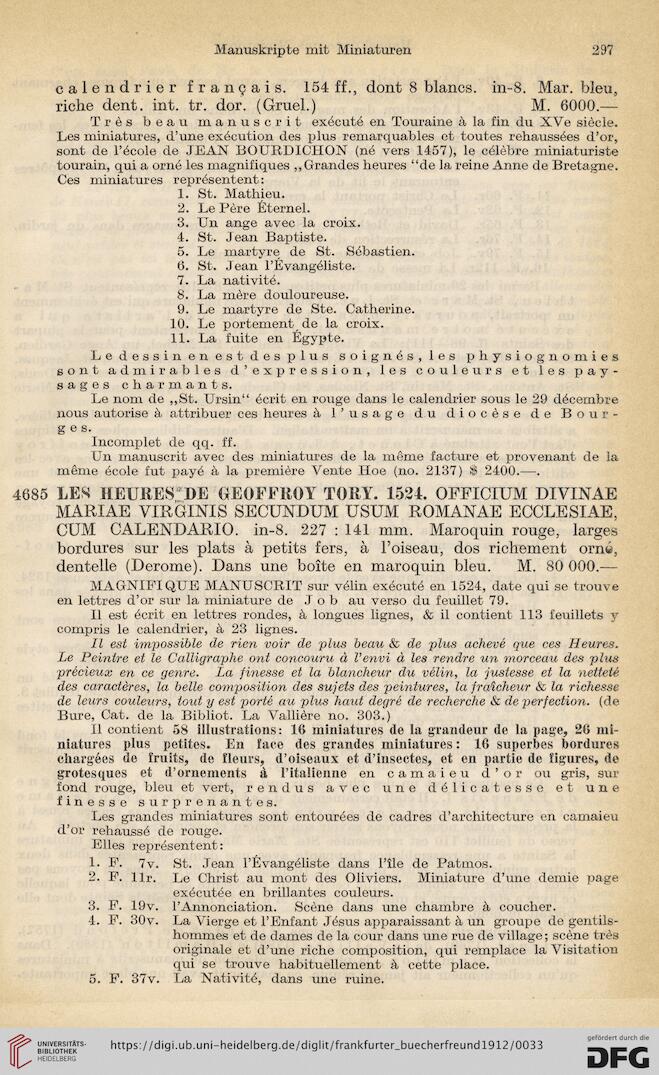 Manuskripte mit Miniaturen 297
calendrier français. 154 ff., dont 8 blancs. in-8. Mar. bleu,
riche dent. int. tr. dor. (Gruel.) M. 6000.—
Très beau manuscrit exécuté en Touraine à la fin du XVe siècle.
Les miniatures, d'une exécution des plus remarquables et toutes rehaussées d'or,
sont de l'école de JEAN BOURDICHON (né vers 1457), le célèbre miniaturiste
tourain, qui a orné les magnifiques „Grandes heures “de la reine Anne de Bretagne.
Ces miniatures représentent:
1. St. Mathieu.
2. Le Père Éternel.
3. Un ange avec la croix.
4. St. Jean Baptiste.
5. Le martyre de St. Sébastien.
6. St. Jean l'Évangéliste.
7. La nativité.
8. La mère douloureuse.
9. Le martyre de Ste. Catherine.
10. Le portement de la croix.
11. La fuite en Égypte.
Le dessin en est des plus soignés, les physiognomies
sont admirables d'expression, les couleurs et les pay-
sages charmants.
Le nom de „St. Ursin“ écrit en rouge dans le calendrier sous le 29 décembre
nous autorise à attribuer ces heures à l'usage du diocèse de Bour-
ges.
Incomplet de qq. ff.
Un manuscrit avec des miniatures de la même facture et provenant de la
même école fut payé à la première Vente Hoe (no. 2137) $ 2400.—.
4685 LES HEURES DE GEOFFROY TORY. 1524. OFFICIUM DIVINAE
MARIAE VIRGINIS SECUNDUM USUM ROMANAE ECCLESIAE,
CUM CALENDARIO. in-8. 227 : 141 mm. Maroquin rouge, larges
bordures sur les plats à petits fers, à l'oiseau, dos richement orné,
dentelle (Derome). Dans une boîte en maroquin bleu. M. 80 000.—
MAGNIFIQUE MANUSCRIT sur vélin exécuté en 1524, date qui se trouve
en lettres d'or sur la miniature de Job au verso du feuillet 79.
Il est écrit en lettres rondes, à longues lignes, & il contient 113 feuillets y
compris le calendrier, à 23 lignes.
Il est impossible de rien voir de plus beau & de plus achevé que ces Heures.
Le Peintre et le Calligraphe ont concouru à l'envi à les rendre un morceau des plus
précieux en ce genre. La finesse et la blancheur du vélin, la justesse et la netteté
des caractères, la belle composition des sujets des peintures, la fraîcheur & la richesse
de leurs couleurs, tout y est porté au plus haut degré de recherche & de perfection. (de
Bure, Cat. de la Bibliot. La Vallière no. 303.)
Il contient 58 illustrations: 16 miniatures de la grandeur de la page, 26 mi-
niatures plus petites. En face des grandes miniatures: 16 superbes bordures
chargées de fruits, de fleurs, d'oiseaux et d'insectes, et en partie de figures, de
grotesques et d'ornements à l'italienne en camaieu d'or ou gris, sur
fond rouge, bleu et vert, rendus avec une délicatesse et une
finesse surprenantes.
Les grandes miniatures sont entourées de cadres d'architecture en camaieu
d'or rehaussé de rouge.
Elles représentent:
1. F. 7v. St. Jean l'Évangéliste dans l'île de Patmos.
2. F. 11r. Le Christ au mont des Oliviers. Miniature d'une demie page
exécutée en brillantes couleurs.
3. F. 19v. l'Annonciation. Scène dans une chambre à coucher.
4. F. 30v. La Vierge et l'Enfant Jésus apparaissant à un groupe de gentils-
hommes et de dames de la cour dans une rue de village; scène très
originale et d'une riche composition, qui remplace la Visitation
qui se trouve habituellement à cette place.
5. F. 37v. La Nativité, dans une ruine.
UNIVERSITÄTS-
BIBLIOTHEK
HEIDELBERG
https://digi.ub.uni-heidelberg.de/diglit/frankfurter_buecherfreund1912/0033
gefördert durch die
DFG